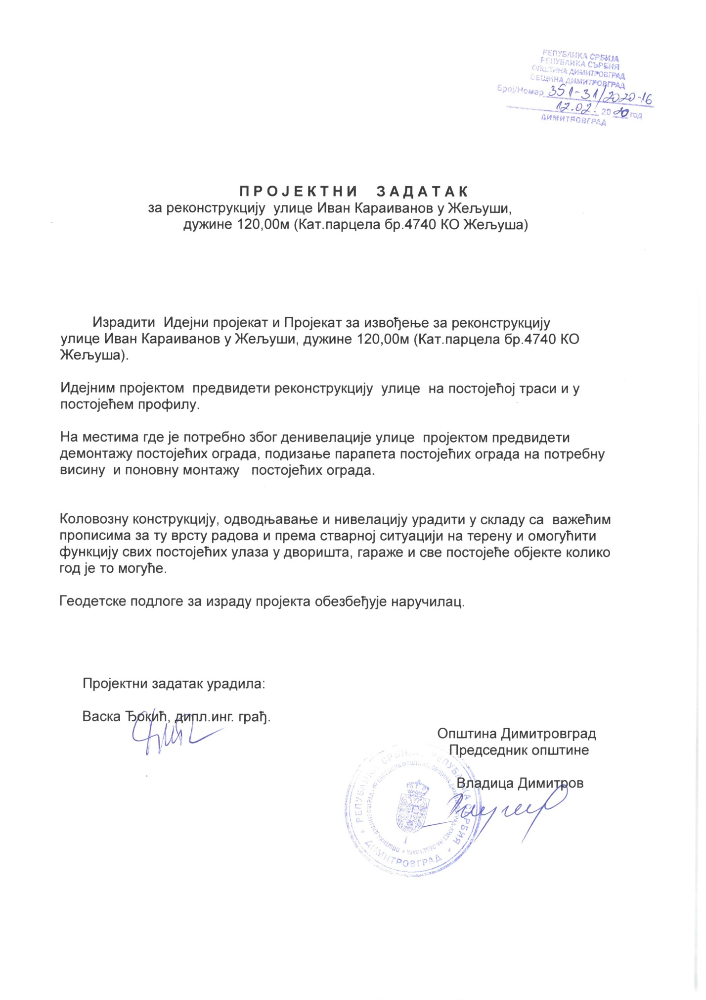 РЕПУБЛИКА СРБИЈА
РЕПУБЛИКА СЪРБИЯ
ОПШТИНА ДИМИТРОВГРАД
ОБЩИНА ДИМИТРОВГРАД
Број/Номер 351-31/2020-16
12.02. 2020 год
ДИМИТРОВГРАД
ПРОЈЕКТНИ ЗАДАТАК
за реконструкцију улице Иван Караиванов у Жељуши,
дужине 120,00м (Кат.парцела бр.4740 КО Жељуша)
Израдити Идејни пројекат и Пројекат за извођење за реконструкцију
улице Иван Караиванов у Жељуши, дужине 120,00м (Кат.парцела бр.4740 КО
Жељуша).
Идејним пројектом предвидети реконструкцију улице на постојећој траси и у
постојећем профилу.
На местима где је потребно због денивелације улице пројектом предвидети
демонтажу постојећих ограда, подизање парапета постојећих ограда на потребну
висину и поновну монтажу постојећих ограда.
Коловозну конструкцију, одводњавање и нивелацију урадити у складу са важећим
прописима за ту врсту радова и према стварној ситуацији на терену и омогућити
функцију свих постојећих улаза у дворишта, гараже и све постојеће објекте колико
год је то могуће.
Геодетске подлоге за израду пројекта обезбеђује наручилац.
Пројектни задатак урадила:
Васка Ђокић, дипл.инг. грађ.
Општина Димитровград
Председник општине
Владица Димитров
РЕПУБЛИКА СРБИЈА * РЕПУБЛИКА СЪРБИЯ * ДИМИТРОВГРАД *